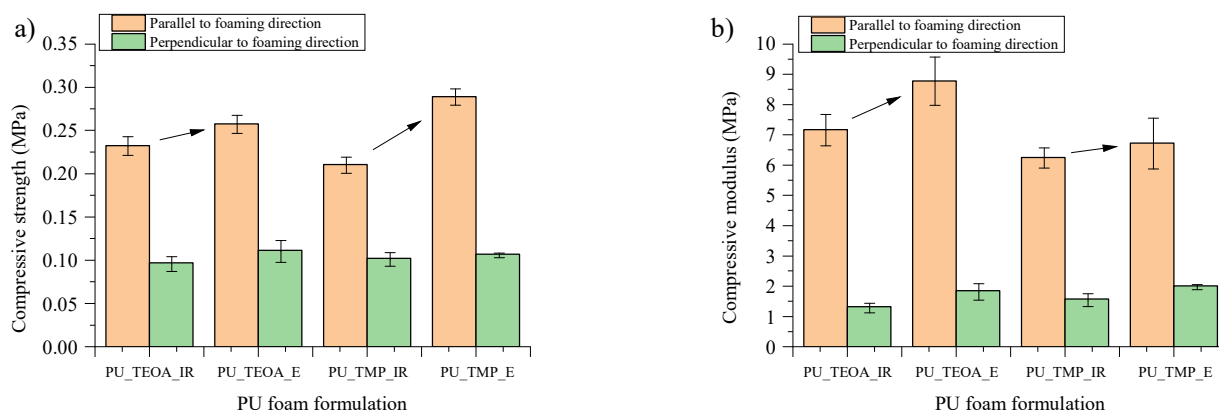 a)
Parallel to foaming direction
Perpendicular to foaming direction
0.35
0.30
0.25
0.20
0.15
0.10
0.05
0.00
Compressive strength (MPa)
PU_TEOA_IR PU_TEOA_E PU_TMP_IR PU_TMP_E
PU foam formulation
b)
Parallel to foaming direction
Perpendicular to foaming direction
10
9
8
7
6
5
4
3
2
1
0
Compressive modulus (MPa)
PU_TEOA_IR PU_TEOA_E PU_TMP_IR PU_TMP_E
PU foam formulation